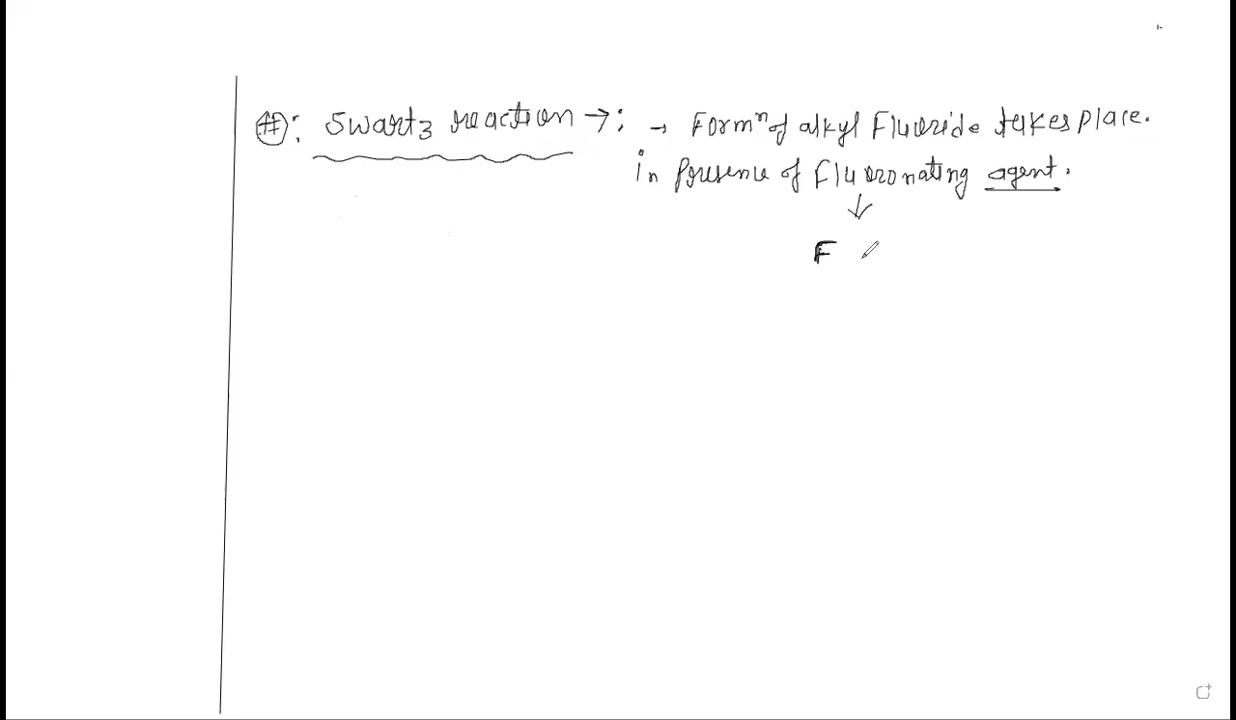 #: Swartz reaction →: → Formⁿ of alkyl Fluoride takes place.
in presence of Fluoronating agent.
↓
F